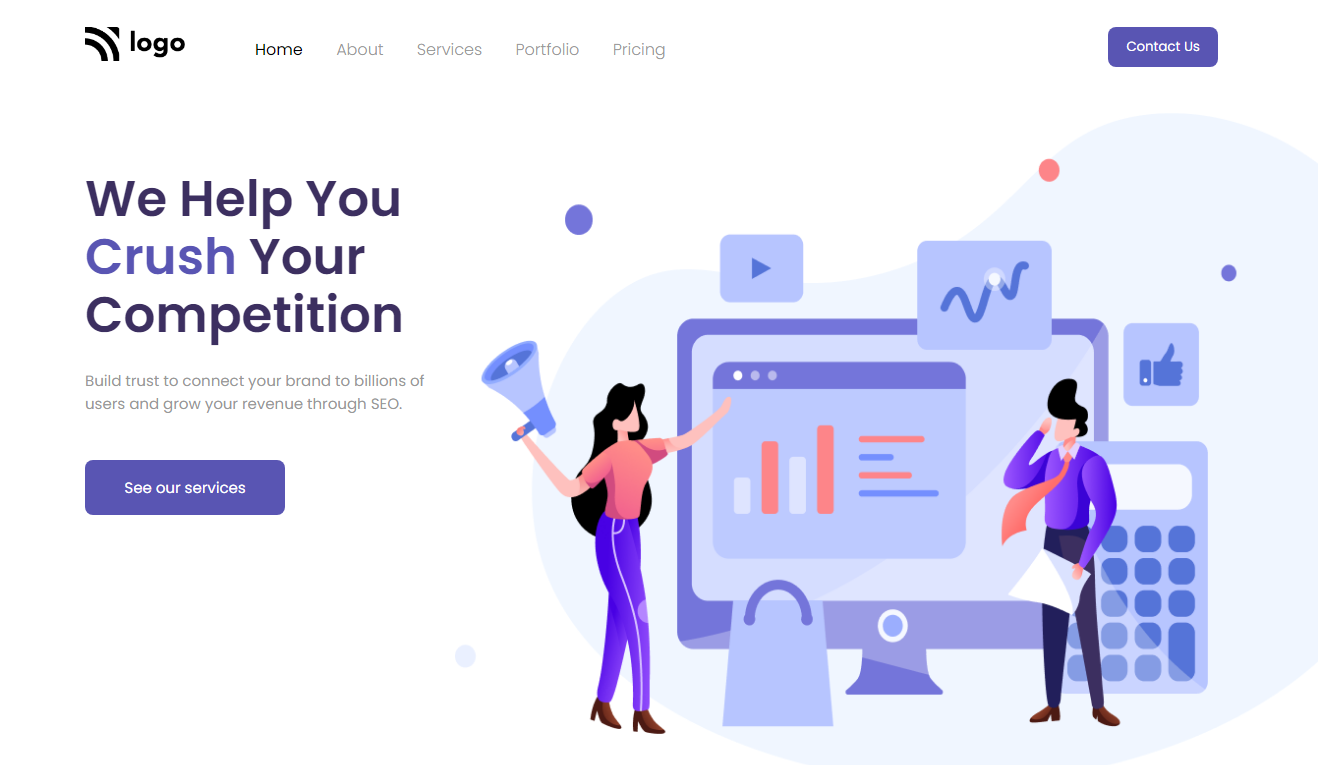 logo
Home About Services Portfolio Pricing
Contact Us
We Help You
Crush Your
Competition
Build trust to connect your brand to billions of
users and grow your revenue through SEO.
See our services